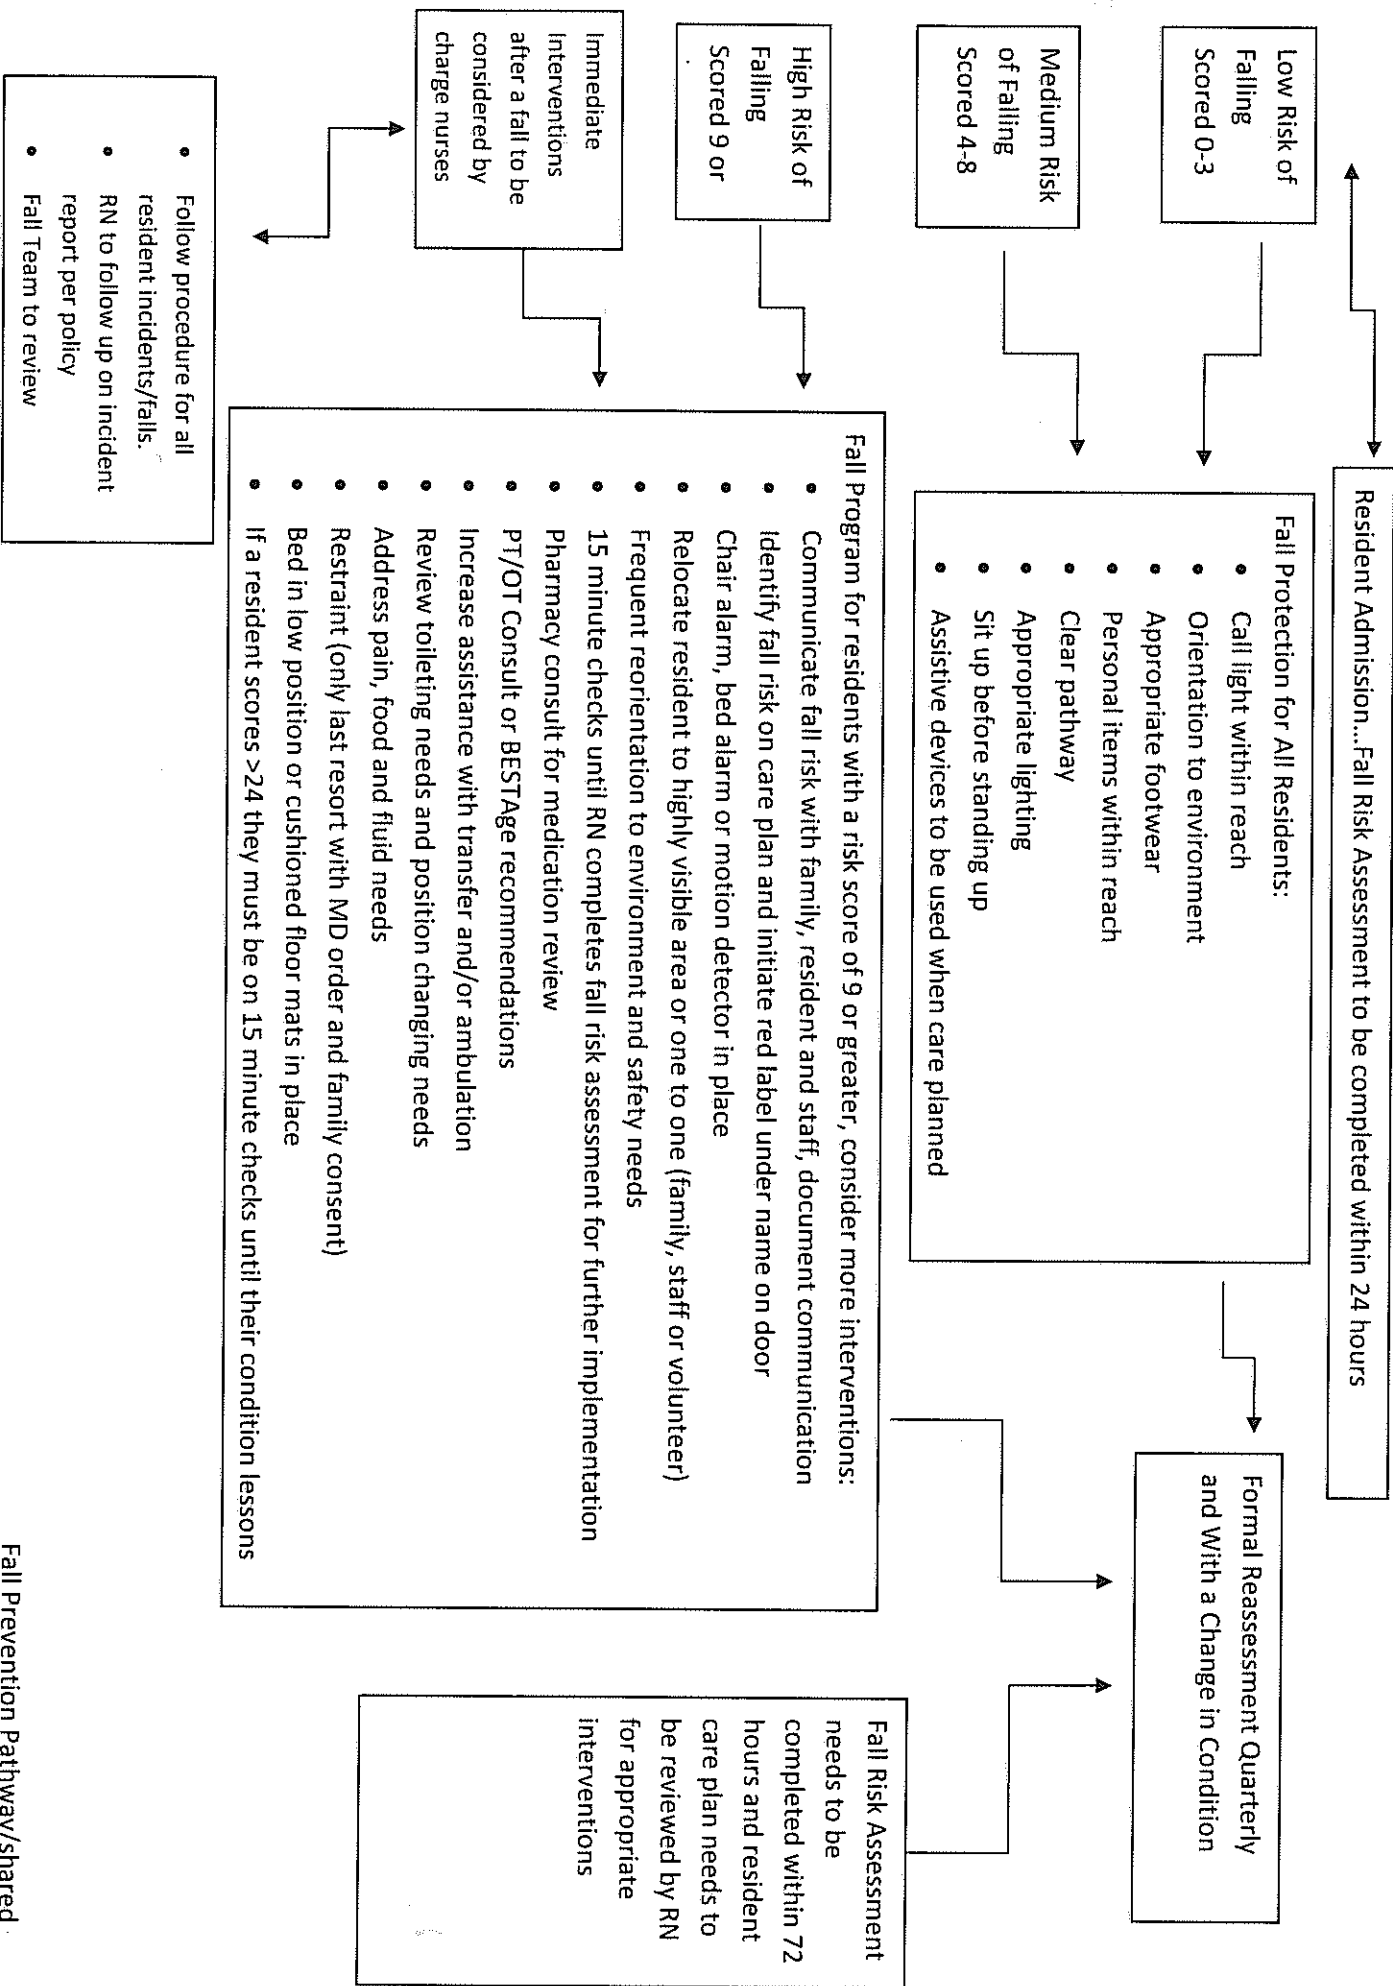 Resident Admission...Fall Risk Assessment to be completed within 24 hours
Low Risk of
Falling
Scored 0-3
Medium Risk
of Falling
Scored 4-8
High Risk of
Falling
Scored 9 or
Immediate
Interventions
after a fall to be
considered by
charge nurses
• Follow procedure for all
resident incidents/falls.
• RN to follow up on incident
report per policy
• Fall Team to review
Fall Protection for All Residents:
• Call light within reach
• Orientation to environment
• Appropriate footwear
• Personal items within reach
• Clear pathway
• Appropriate lighting
• Sit up before standing up
• Assistive devices to be used when care planned
Fall Program for residents with a risk score of 9 or greater, consider more interventions:
• Communicate fall risk with family, resident and staff, document communication
• Identify fall risk on care plan and initiate red label under name on door
• Chair alarm, bed alarm or motion detector in place
• Relocate resident to highly visible area or one to one (family, staff or volunteer)
• Frequent reorientation to environment and safety needs
• 15 minute checks until RN completes fall risk assessment for further implementation
• Pharmacy consult for medication review
• PT/OT Consult or BESTAge recommendations
• Increase assistance with transfer and/or ambulation
• Review toileting needs and position changing needs
• Address pain, food and fluid needs
• Restraint (only last resort with MD order and family consent)
• Bed in low position or cushioned floor mats in place
• If a resident scores >24 they must be on 15 minute checks until their condition lessons
Formal Reassessment Quarterly
and With a Change in Condition
Fall Risk Assessment
needs to be
completed within 72
hours and resident
care plan needs to
be reviewed by RN
for appropriate
interventions
Fall Prevention Pathway/shared